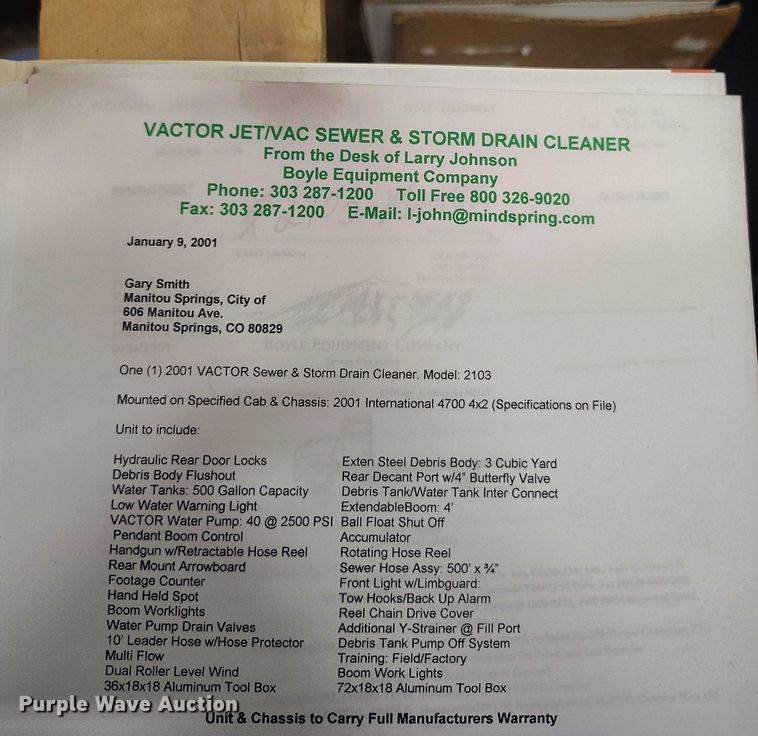 VACTOR JET/VAC SEWER & STORM DRAIN CLEANER
From the Desk of Larry Johnson
Boyle Equipment Company
Phone: 303 287-1200 Toll Free 800 326-9020
Fax: 303 287-1200 E-Mail: l-john@mindspring.com
January 9, 2001
Gary Smith
Manitou Springs, City of
606 Manitou Ave.
Manitou Springs, CO 80829
BOYLE EQUIPMENT COMPANY
One (1) 2001 VACTOR Sewer & Storm Drain Cleaner. Model: 2103
Mounted on Specified Cab & Chassis: 2001 International 4700 4x2 (Specifications on File)
Unit to include:
Hydraulic Rear Door Locks Exten Steel Debris Body: 3 Cubic Yard
Debris Body Flushout Rear Decant Port w/4" Butterfly Valve
Water Tanks: 500 Gallon Capacity Debris Tank/Water Tank Inter Connect
Low Water Warning Light ExtendableBoom: 4'
VACTOR Water Pump: 40 @ 2500 PSI Ball Float Shut Off
Pendant Boom Control Accumulator
Handgun w/Retractable Hose Reel Rotating Hose Reel
Rear Mount Arrowboard Sewer Hose Assy: 500' x ¾"
Footage Counter Front Light w/Limbguard:
Hand Held Spot Tow Hooks/Back Up Alarm
Boom Worklights Reel Chain Drive Cover
Water Pump Drain Valves Additional Y-Strainer @ Fill Port
10' Leader Hose w/Hose Protector Debris Tank Pump Off System
Multi Flow Training: Field/Factory
Dual Roller Level Wind Boom Work Lights
36x18x18 Aluminum Tool Box 72x18x18 Aluminum Tool Box
Purple Wave Auction
Unit & Chassis to Carry Full Manufacturers Warranty